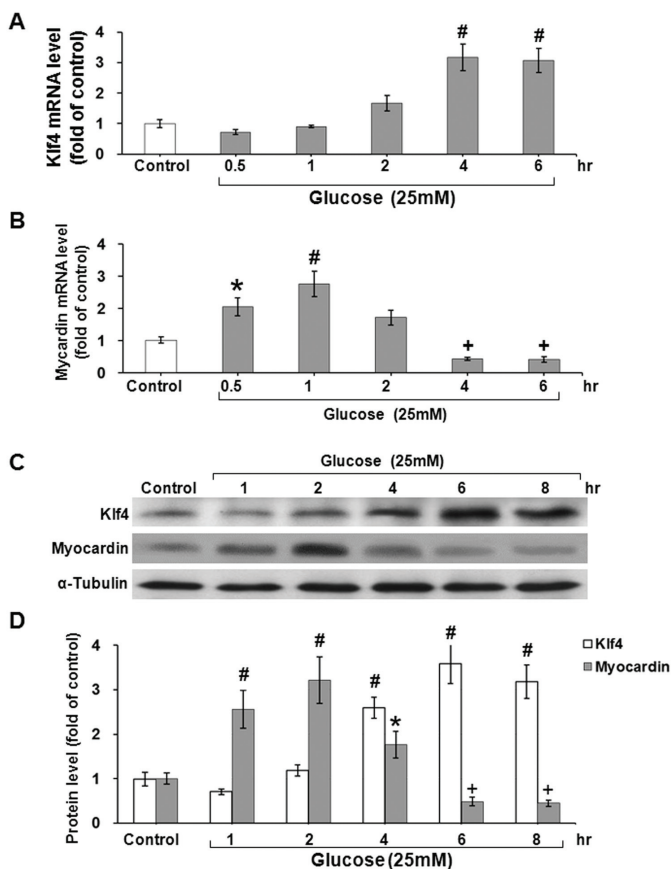 A
Klf4 mRNA level
(fold of control)
4
3
2
1
0
# #
Control 0.5 1 2 4 6 hr
Glucose (25mM)
B
Mycardin mRNA level
(fold of control)
4
3
2
1
0
* # + +
Control 0.5 1 2 4 6 hr
Glucose (25mM)
C
Glucose (25mM)
Control 1 2 4 6 8 hr
Klf4
Myocardin
α-Tubulin
D
Protein level (fold of control)
4
3
2
1
0
# # # * # + # +
Klf4
Myocardin
Control 1 2 4 6 8 hr
Glucose (25mM)